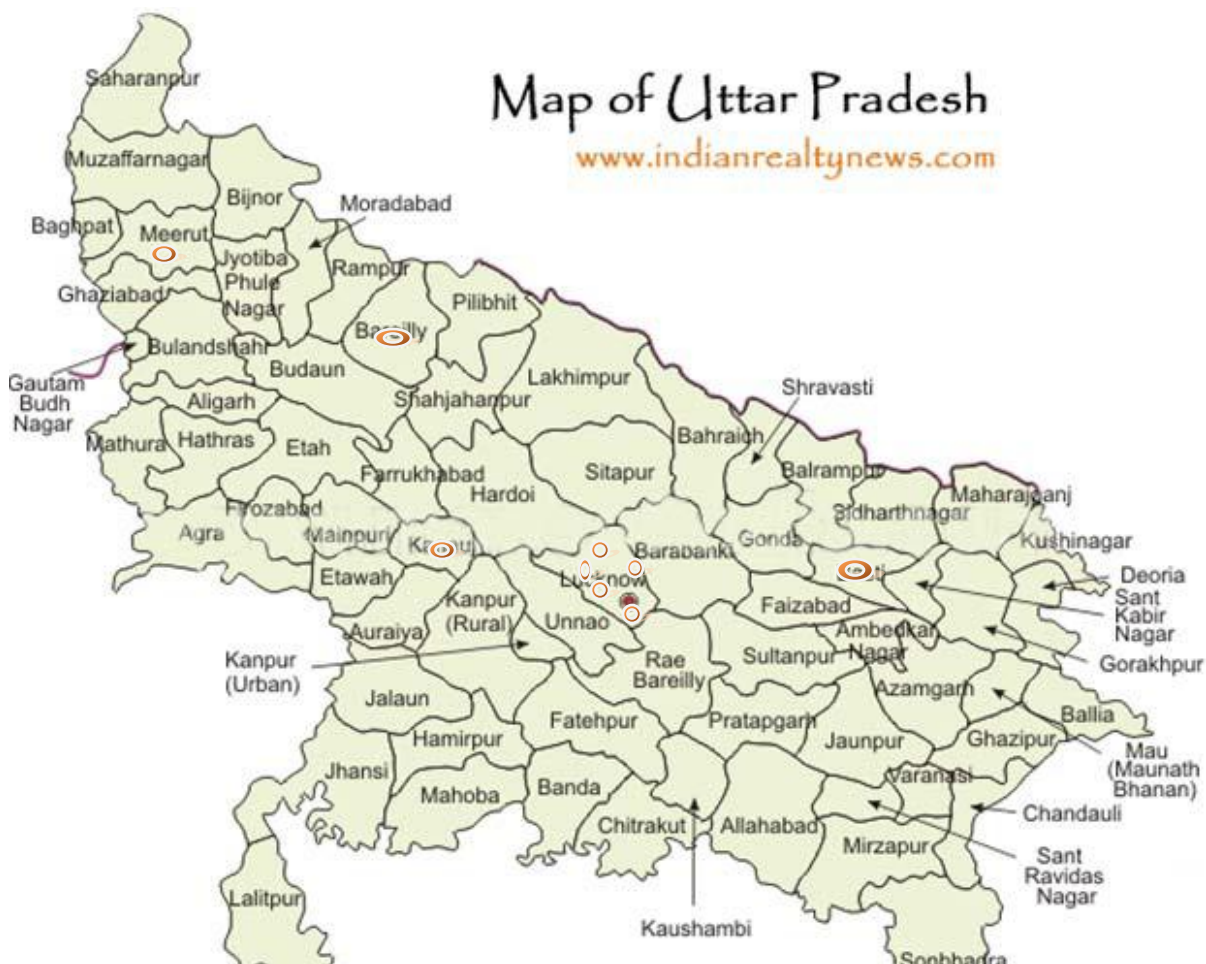 Map of Uttar Pradesh
www.indianrealtynews.com
Saharanpur
Muzaffarnagar
Bijnor
Moradabad
Baghpat
Meerut
Jyotiba
Phule
Nagar
Rampur
Ghaziabad
Pilibhit
Bulandshahr
Budaun
Lakhimpur
Gautam
Budh
Nagar
Aligarh
Shahjahanpur
Shravasti
Mathura
Hathras
Etah
Bahraich
Farrukhabad
Sitapur
Balrampur
Hardoi
Maharajganj
Agra
Firozabad
Mainpuri
Sidharthnagar
Gonda
Barabanki
Kushinagar
Etawah
Lucknow
Deoria
Kanpur
(Rural)
Unnao
Faizabad
Sant
Kabir
Nagar
Auraiya
Ambedkar
Nagar
Kanpur
(Urban)
Rae
Bareilly
Sultanpur
Gorakhpur
Jalaun
Azamgarh
Fatehpur
Pratapgarh
Ballia
Hamirpur
Jaunpur
Ghazipur
Mau
(Maunath
Bhanan)
Jhansi
Varanasi
Mahoba
Banda
Chandauli
Chitrakut
Allahabad
Mirzapur
Sant
Ravidas
Nagar
Lalitpur
Kaushambi
Sonbhadra